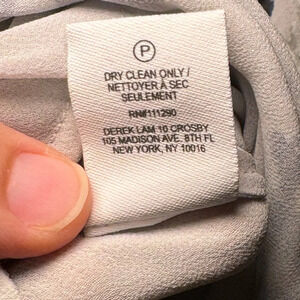 P
DRY CLEAN ONLY /
NETTOYER À SEC
SEULEMENT
RN#111290
DEREK LAM 10 CROSBY
105 MADISON AVE. 8TH FL
NEW YORK, NY 10016